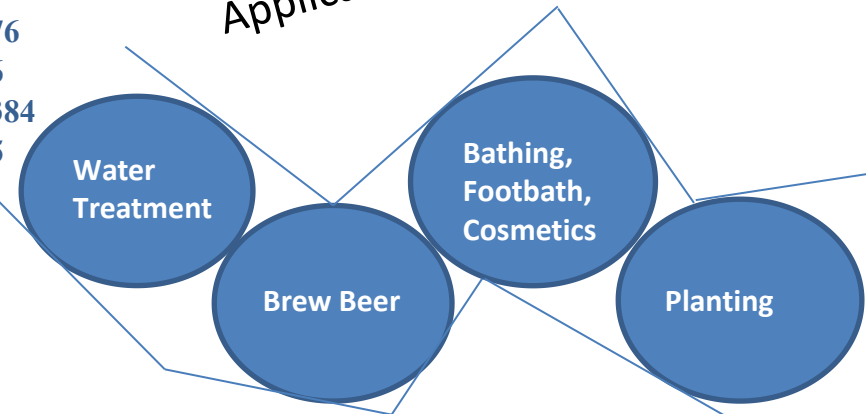 Water
Treatment
Brew Beer
Bathing,
Footbath,
Cosmetics
Planting